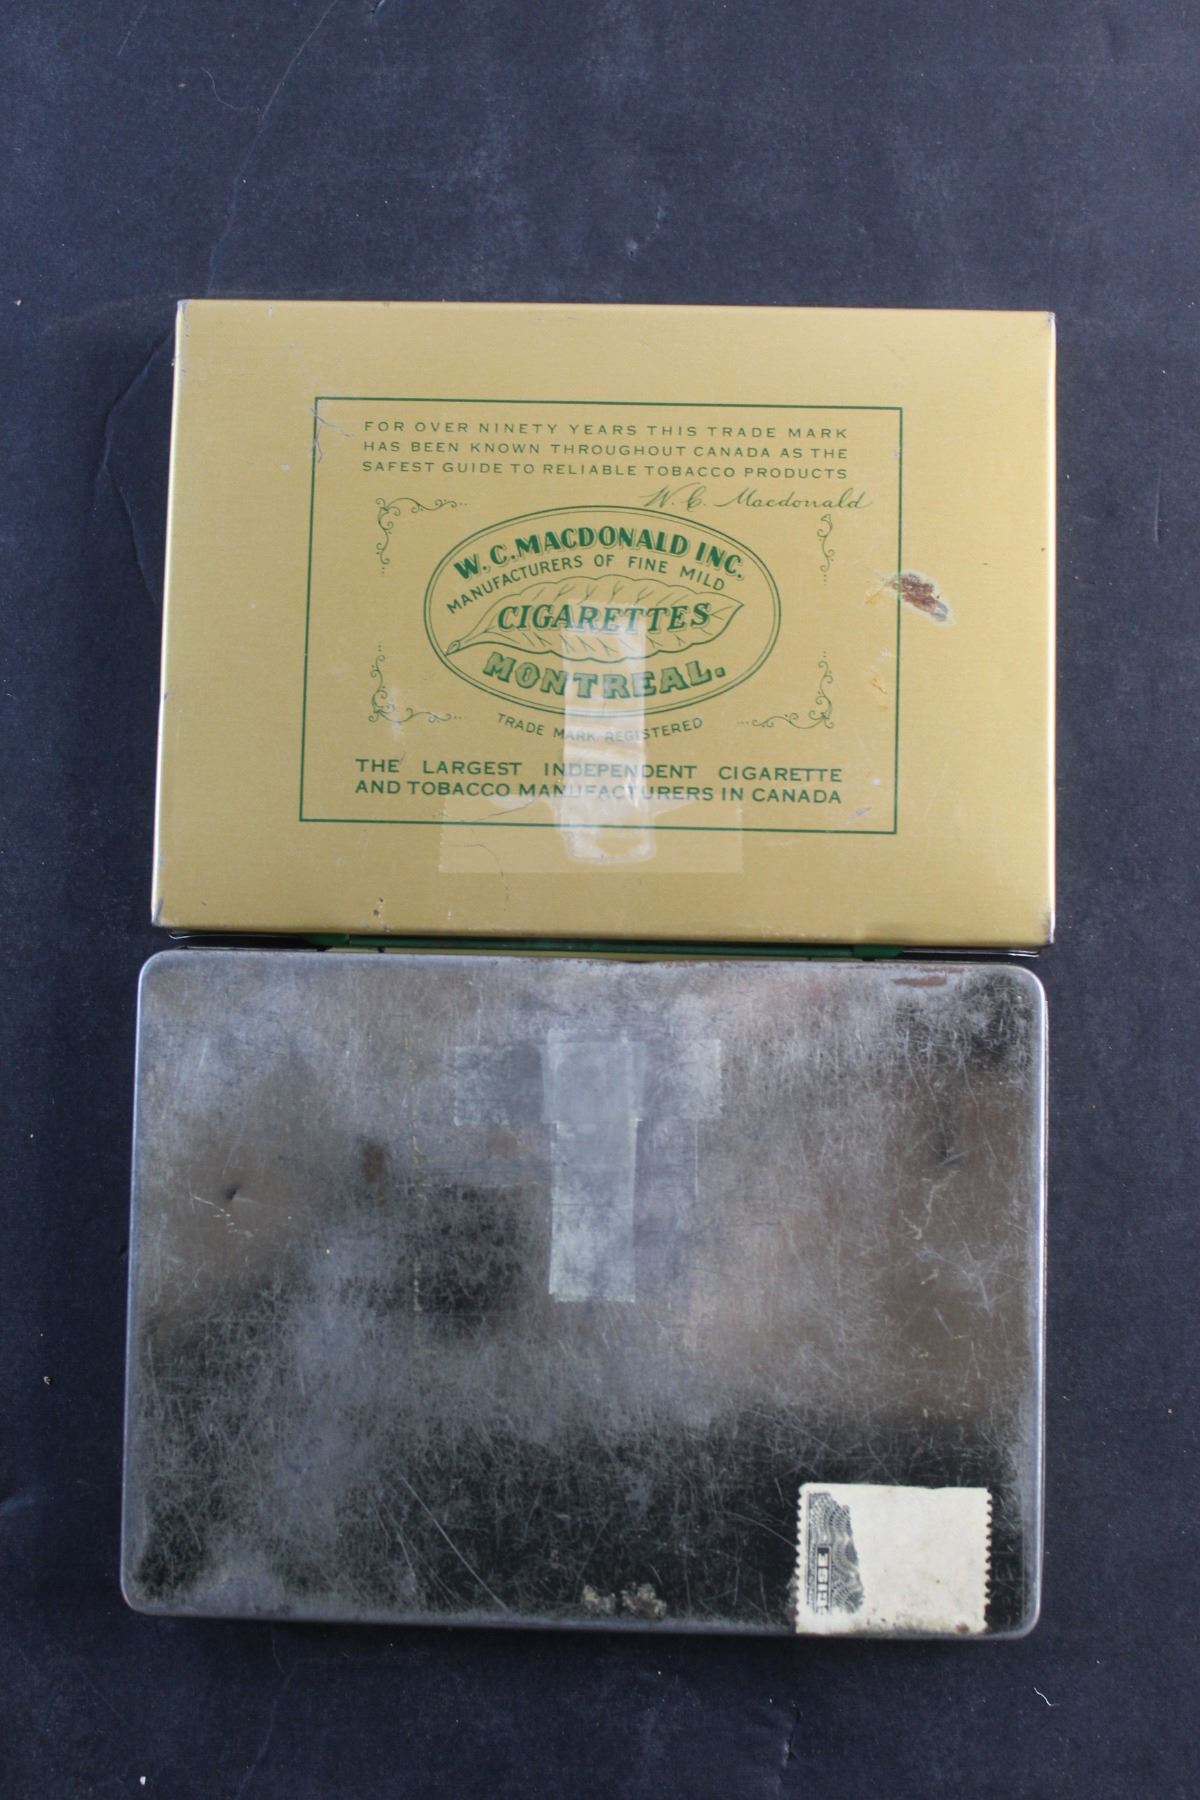 FOR OVER NINETY YEARS THIS TRADE MARK
HAS BEEN KNOWN THROUGHOUT CANADA AS THE
SAFEST GUIDE TO RELIABLE TOBACCO PRODUCTS
W. C. Macdonald
W. C. MACDONALD INC.
MANUFACTURERS OF FINE MILD
CIGARETTES
MONTREAL.
TRADE MARK REGISTERED
THE LARGEST INDEPENDENT CIGARETTE
AND TOBACCO MANUFACTURERS IN CANADA